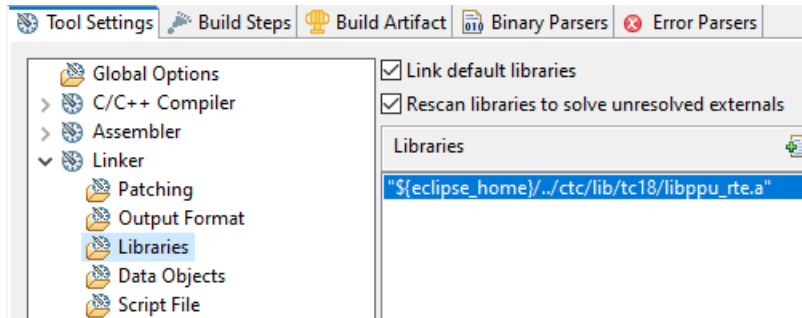 Tool Settings Build Steps Build Artifact Binary Parsers Error Parsers
Global Options
C/C++ Compiler
Assembler
Linker
Patching
Output Format
Libraries
Data Objects
Script File
Link default libraries
Rescan libraries to solve unresolved externals
Libraries
"${eclipse_home}/../ctc/lib/tc18/libppu_rte.a"